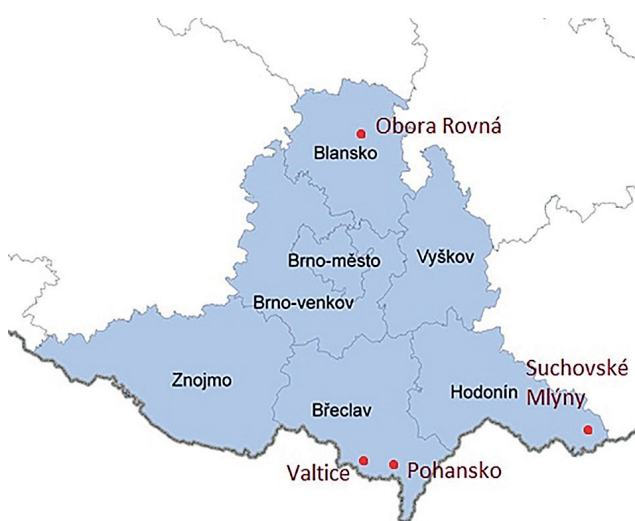 Obora Rovná
Blansko
Brno-město
Vyškov
Brno-venkov
Suchovské
Mlýny
Znojmo
Hodonín
Břeclav
Valtice
Pohansko